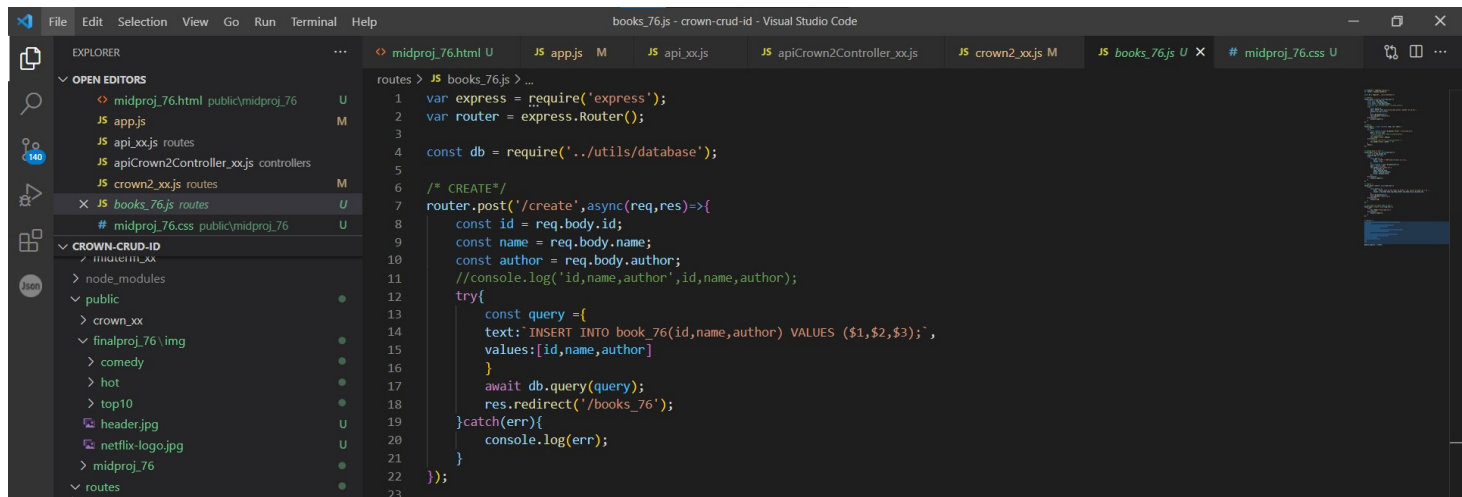 File Edit Selection View Go Run Terminal Help books_76.js - crown-crud-id - Visual Studio Code
EXPLORER
OPEN EDITORS
midproj_76.html public\midproj_76 U
JS app.js M
JS api_xx.js routes
JS apiCrown2Controller_xx.js controllers
JS crown2_xx.js routes M
JS books_76.js routes U
# midproj_76.css public\midproj_76 U
CROWN-CRUD-ID
midterm_xx
node_modules
public
crown_xx
finalproj_76\img
comedy
hot
top10
header.jpg U
netflix-logo.jpg U
midproj_76
routes
140
Json
midproj_76.html U JS app.js M JS api_xx.js JS apiCrown2Controller_xx.js JS crown2_xx.js M JS books_76.js U # midproj_76.css U
routes > JS books_76.js > ...
1 var express = require('express');
2 var router = express.Router();
3
4 const db = require('../utils/database');
5
6 /* CREATE*/
7 router.post('/create',async(req,res)=>{
8 const id = req.body.id;
9 const name = req.body.name;
10 const author = req.body.author;
11 //console.log('id,name,author',id,name,author);
12 try{
13 const query ={
14 text:`INSERT INTO book_76(id,name,author) VALUES ($1,$2,$3);`,
15 values:[id,name,author]
16 }
17 await db.query(query);
18 res.redirect('/books_76');
19 }catch(err){
20 console.log(err);
21 }
22 });
23